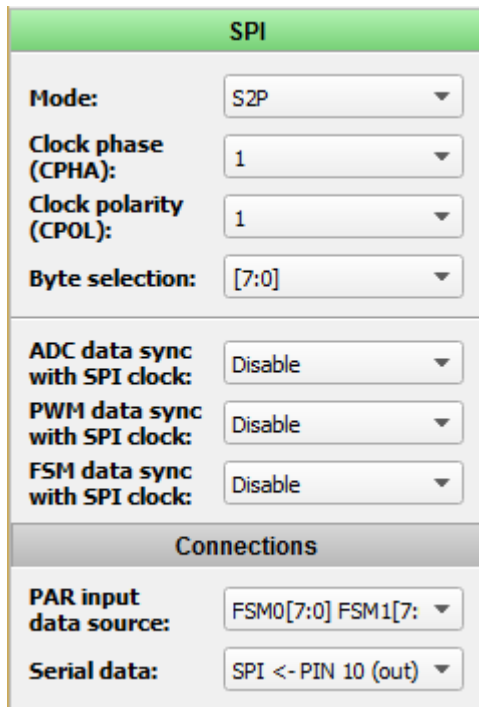 SPI
Mode: S2P
Clock phase
(CPHA): 1
Clock polarity
(CPOL): 1
Byte selection: [7:0]
ADC data sync
with SPI clock: Disable
PWM data sync
with SPI clock: Disable
FSM data sync
with SPI clock: Disable
Connections
PAR input
data source: FSM0[7:0] FSM1[7:
Serial data: SPI <- PIN 10 (out)